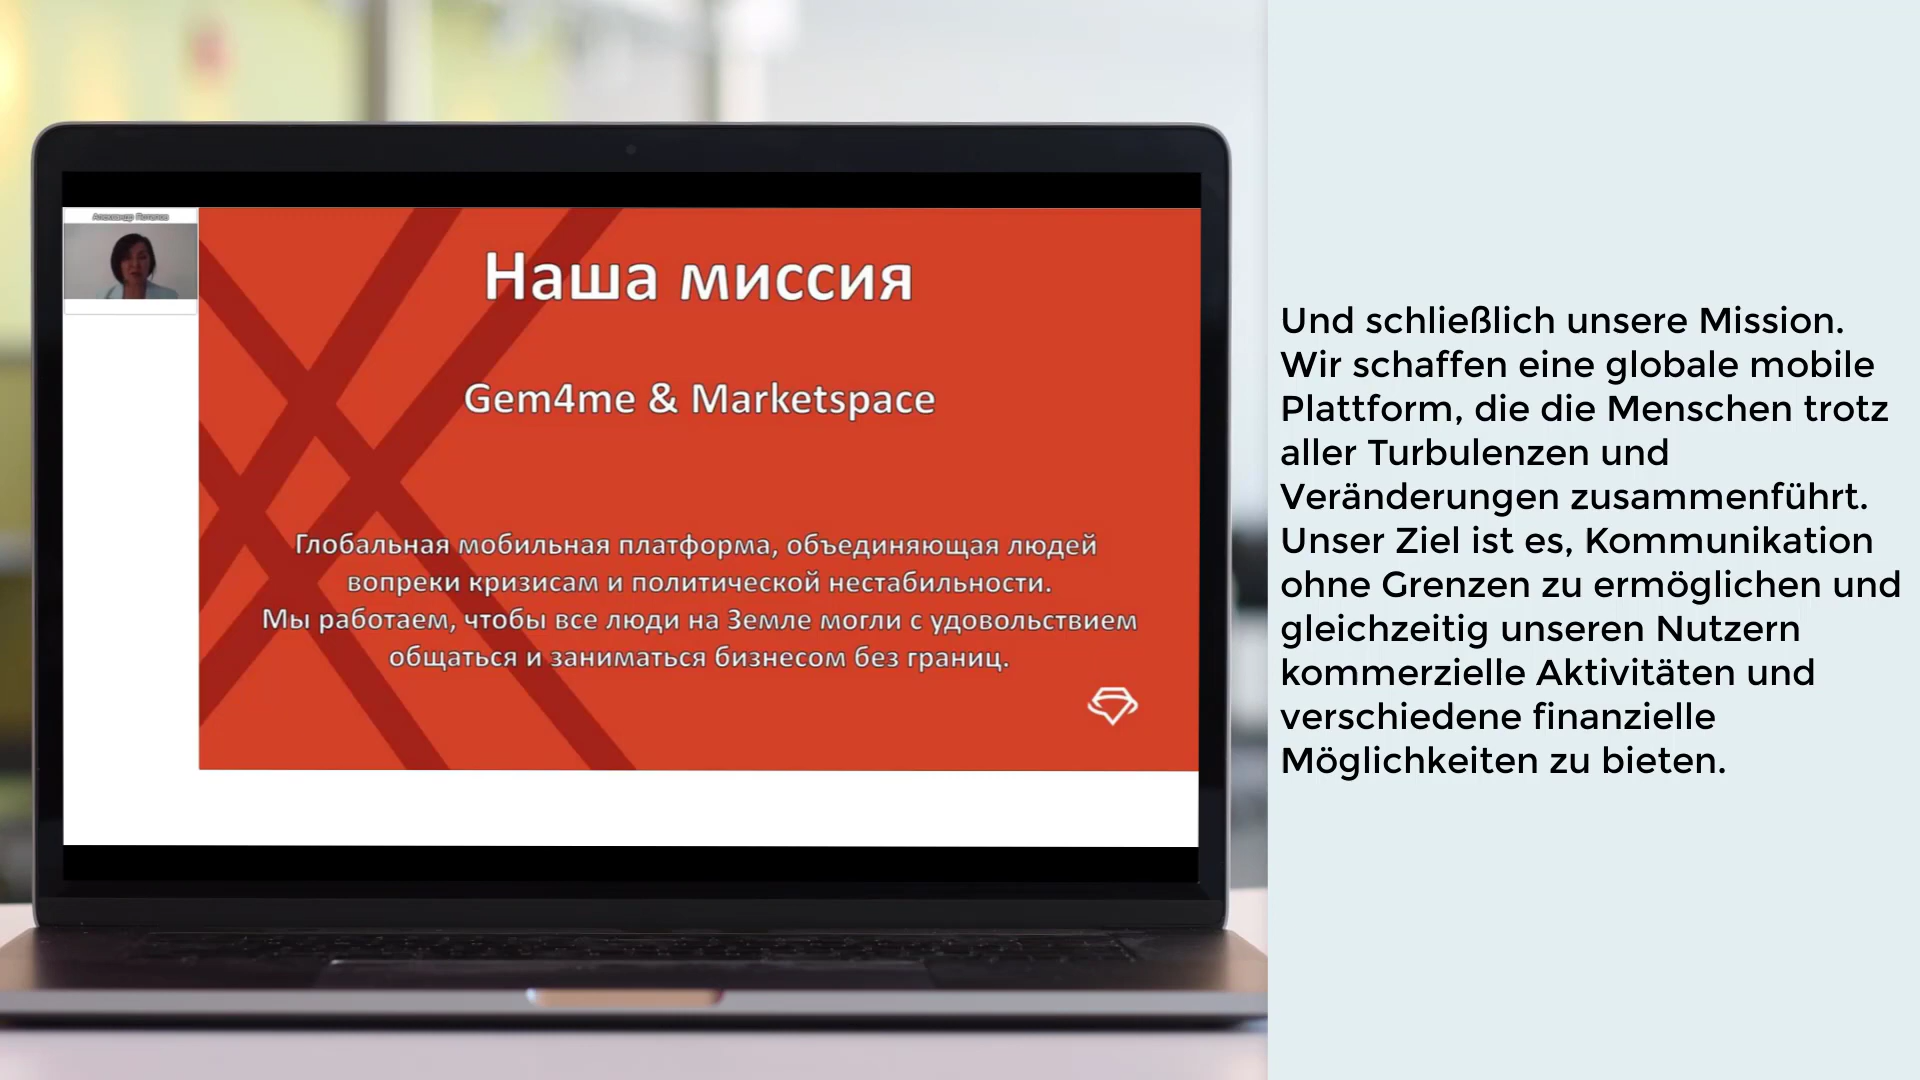 Александр Потапов
Наша миссия
Gem4me & Marketspace
Глобальная мобильная платформа, объединяющая людей
вопреки кризисам и политической нестабильности.
Мы работаем, чтобы все люди на Земле могли с удовольствием
общаться и заниматься бизнесом без границ.
Und schließlich unsere Mission.
Wir schaffen eine globale mobile
Plattform, die die Menschen trotz
aller Turbulenzen und
Veränderungen zusammenführt.
Unser Ziel ist es, Kommunikation
ohne Grenzen zu ermöglichen und
gleichzeitig unseren Nutzern
kommerzielle Aktivitäten und
verschiedene finanzielle
Möglichkeiten zu bieten.